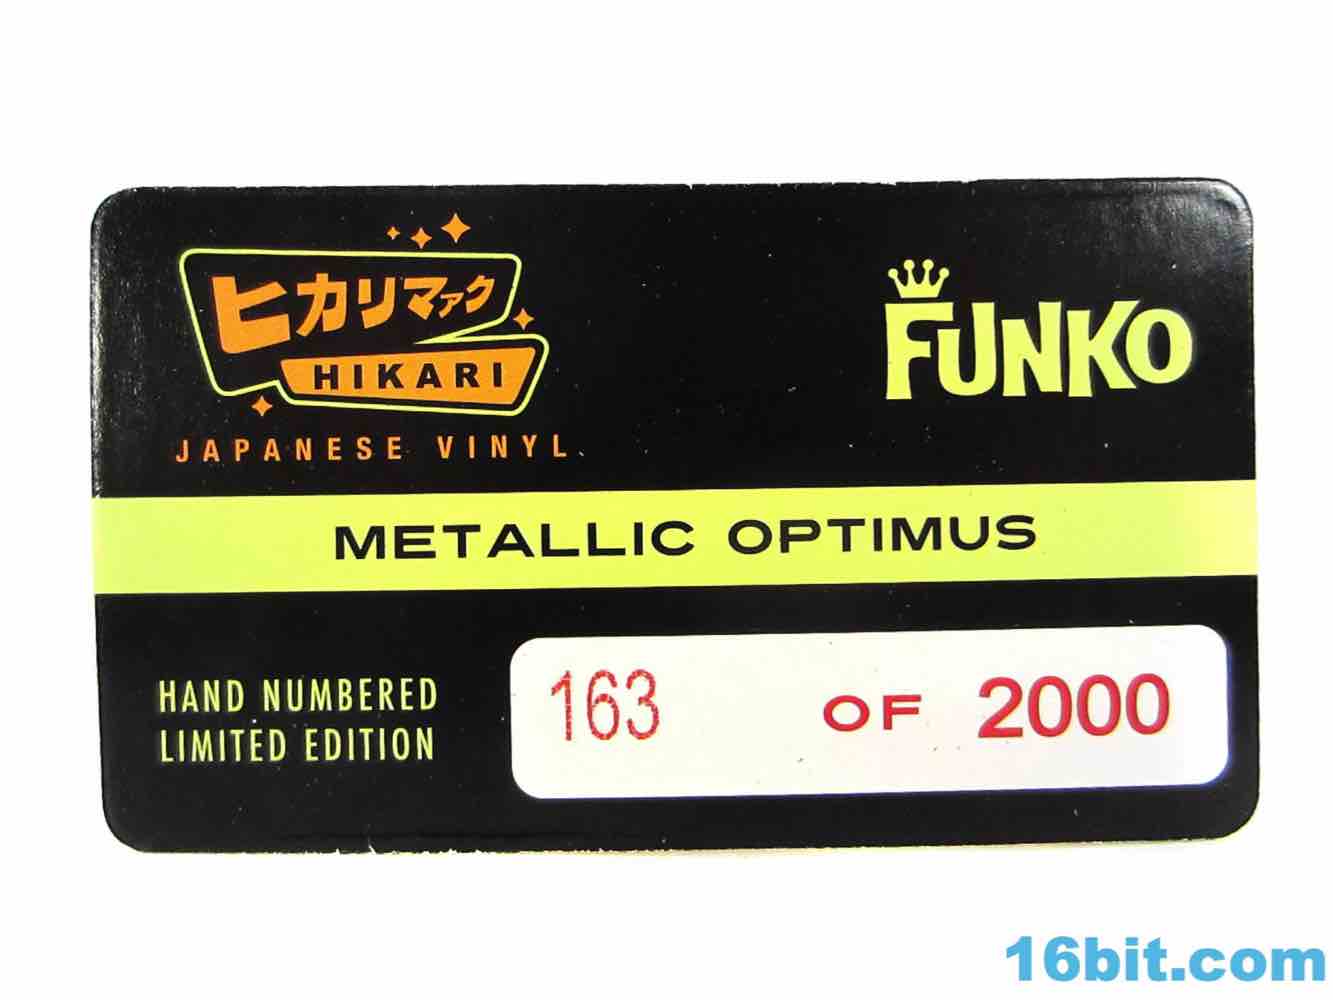 ヒカリマァク
HIKARI
JAPANESE VINYL
FUNKO
METALLIC OPTIMUS
HAND NUMBERED
LIMITED EDITION
163 OF 2000
16bit.com